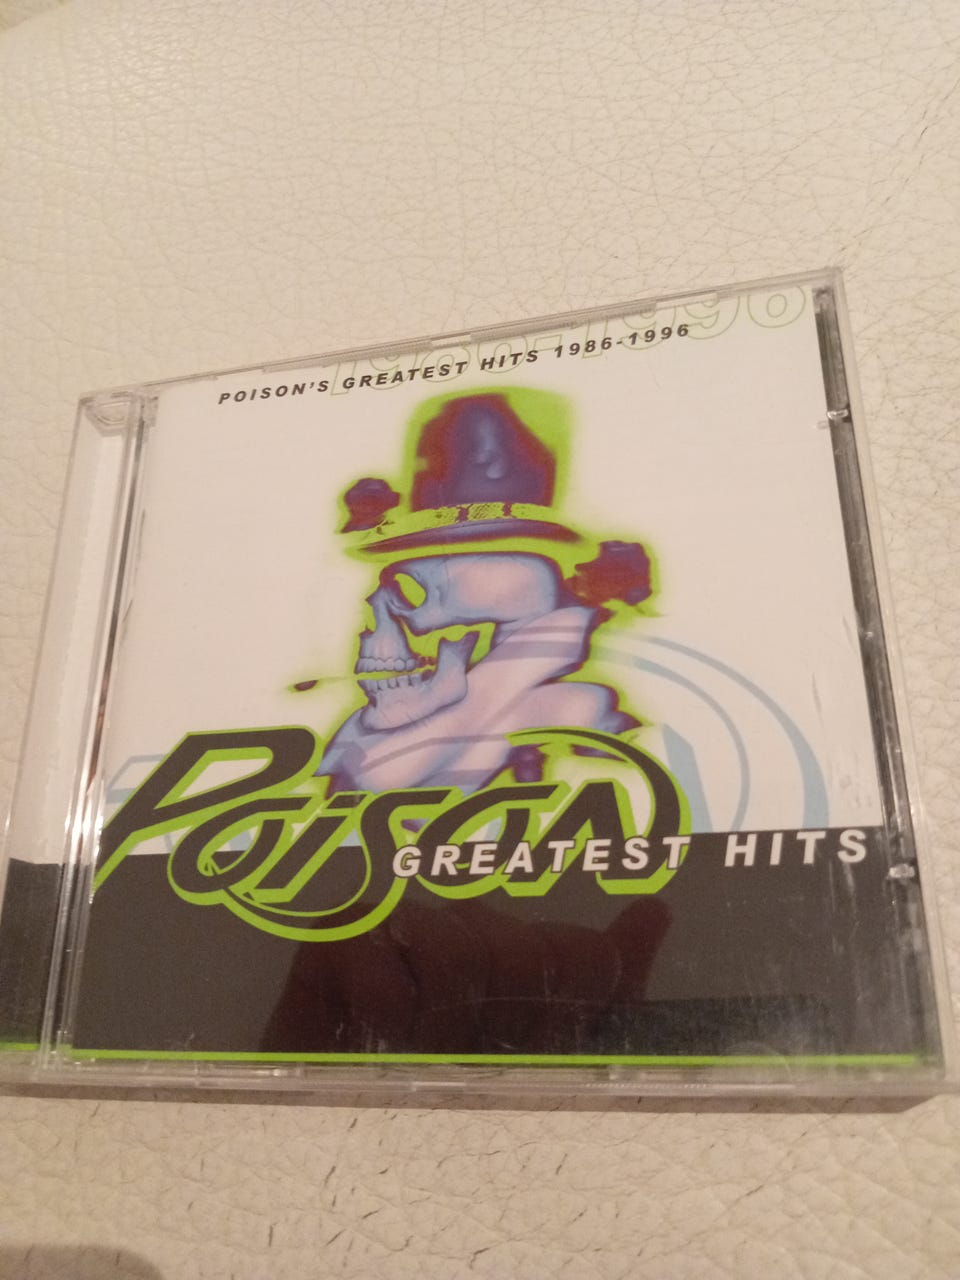 1986-1996
POISON'S GREATEST HITS 1986-1996
Poison
GREATEST HITS